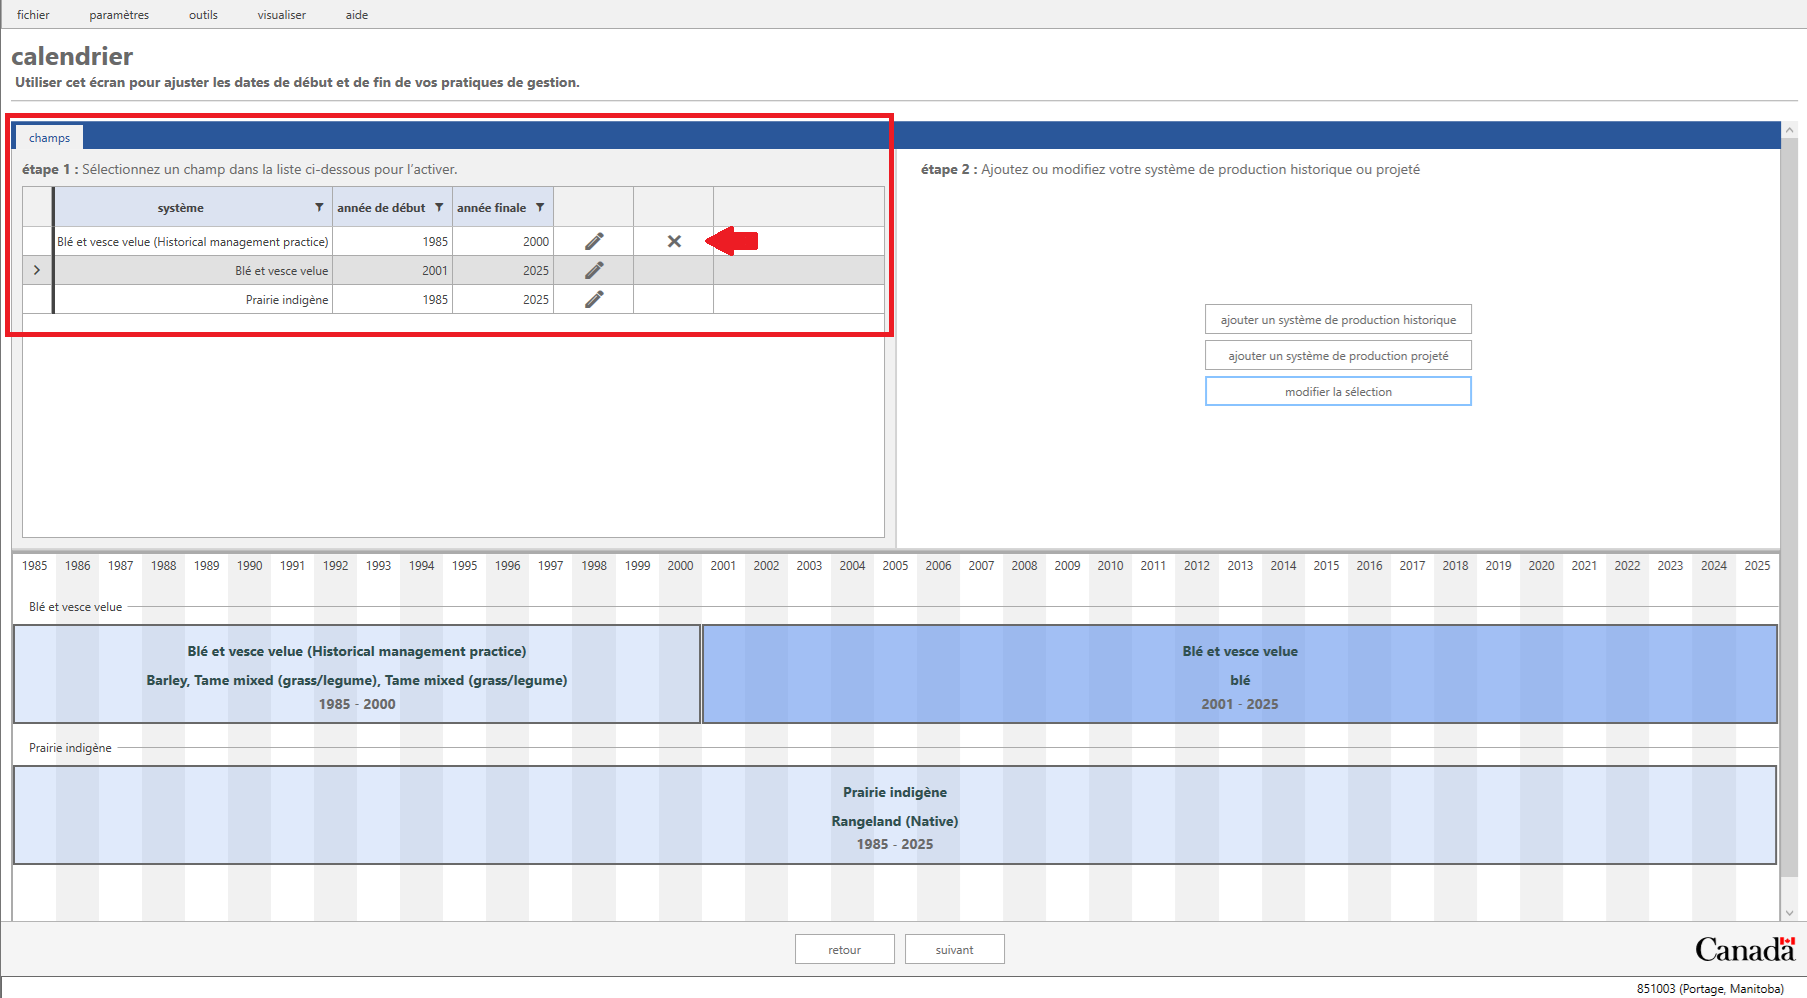 fichier paramètres outils visualiser aide
calendrier
Utiliser cet écran pour ajuster les dates de début et de fin de vos pratiques de gestion.
champs
étape 1 : Sélectionnez un champ dans la liste ci-dessous pour l’activer.
système année de début année finale
Blé et vesce velue (Historical management practice) 1985 2000
Blé et vesce velue 2001 2025
Prairie indigène 1985 2025
étape 2 : Ajoutez ou modifiez votre système de production historique ou projeté
ajouter un système de production historique
ajouter un système de production projeté
modifier la sélection
1985 1986 1987 1988 1989 1990 1991 1992 1993 1994 1995 1996 1997 1998 1999 2000 2001 2002 2003 2004 2005 2006 2007 2008 2009 2010 2011 2012 2013 2014 2015 2016 2017 2018 2019 2020 2021 2022 2023 2024 2025
Blé et vesce velue
Blé et vesce velue (Historical management practice)
Barley, Tame mixed (grass/legume), Tame mixed (grass/legume)
1985 - 2000
Blé et vesce velue
blé
2001 - 2025
Prairie indigène
Prairie indigène
Rangeland (Native)
1985 - 2025
retour suivant
Canada
851003 (Portage, Manitoba)